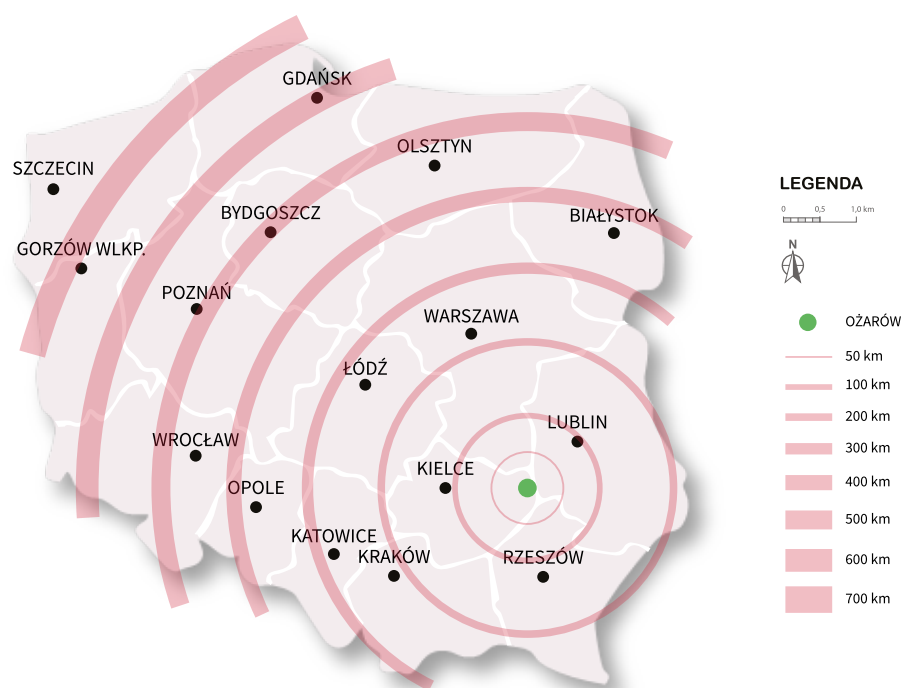 GDAŃSK
OLSZTYN
SZCZECIN
BYDGOSZCZ
BIAŁYSTOK
GORZÓW WLKP.
POZNAŃ
WARSZAWA
ŁÓDŹ
LUBLIN
WROCŁAW
KIELCE
OPOLE
KATOWICE
KRAKÓW
RZESZÓW
LEGENDA
0 0,5 1,0 km
N
OŻARÓW
50 km
100 km
200 km
300 km
400 km
500 km
600 km
700 km